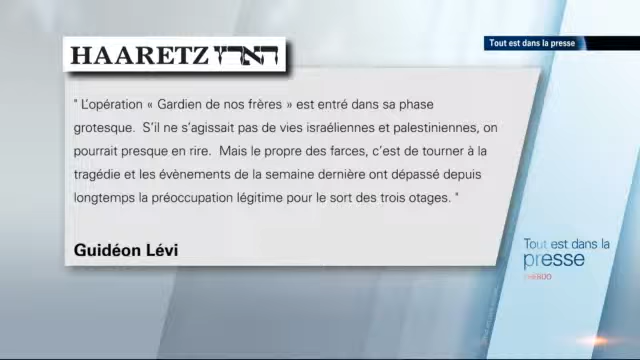 HAARETZ הארץ
Tout est dans la presse
" L'opération « Gardien de nos frères » est entré dans sa phase
grotesque. S'il ne s'agissait pas de vies israéliennes et palestiniennes, on
pourrait presque en rire. Mais le propre des farces, c'est de tourner à la
tragédie et les évènements de la semaine dernière ont dépassé depuis
longtemps la préoccupation légitime pour le sort des trois otages. "
Guidéon Lévi
Tout est dans la
presse